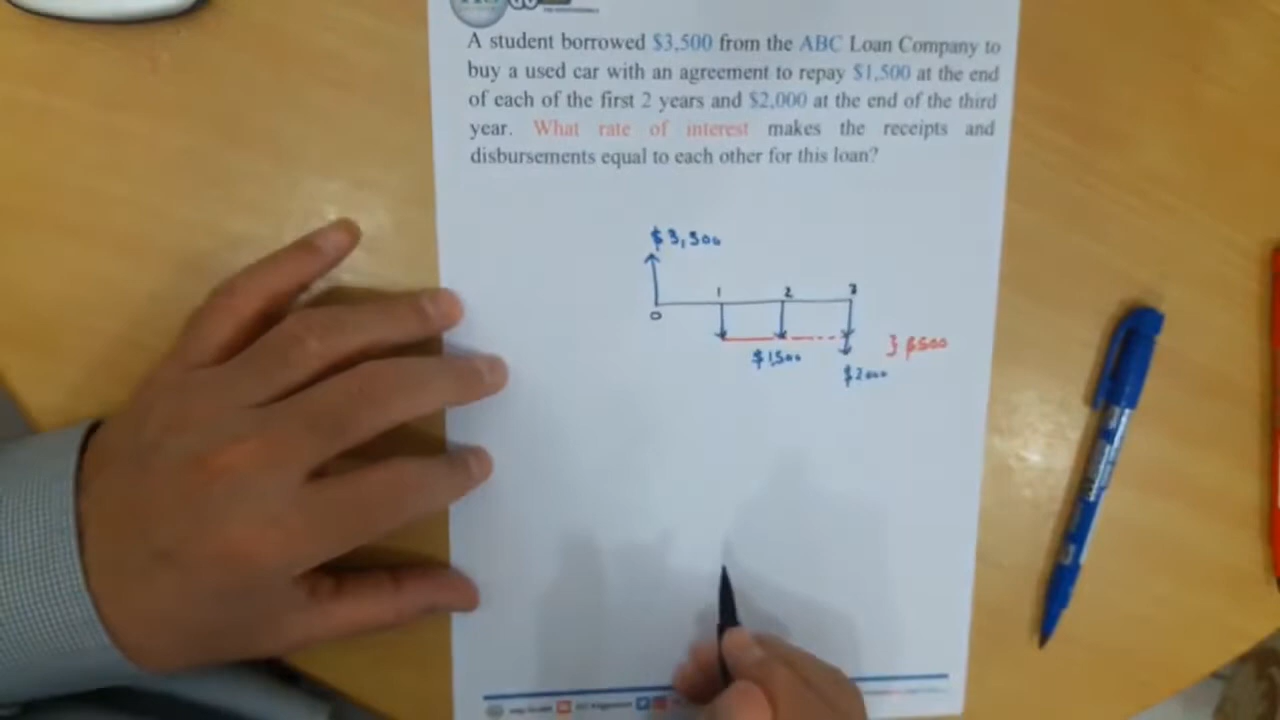 A student borrowed $3,500 from the ABC Loan Company to
buy a used car with an agreement to repay $1,500 at the end
of each of the first 2 years and $2,000 at the end of the third
year. What rate of interest makes the receipts and
disbursements equal to each other for this loan?
$3,500
1 2 3
0
$1,500
$500
$2000